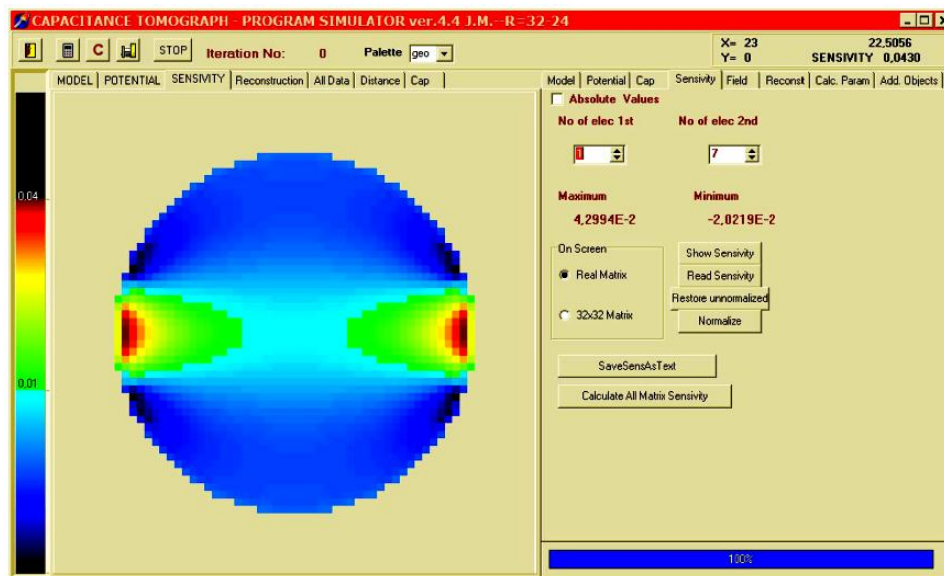 CAPACITANCE TOMOGRAPH - PROGRAM SIMULATOR ver.4.4 J.M.--R=32-24
C STOP Iteration No: 0 Palette geo
X= 23 22,5056
Y= 0 SENSIVITY 0,0430
MODEL POTENTIAL SENSIVITY Reconstruction All Data Distance Cap
Model Potential Cap Sensivity Field Reconst Calc. Param Add. Objects
Absolute Values
No of elec 1st No of elec 2nd
1 7
0.04
Maximum Minimum
4,2994E-2 -2,0219E-2
On Screen
Show Sensivity
Real Matrix Read Sensivity
Restore unnormalized
32x32 Matrix Normalize
SaveSensAsText
0.01
Calculate All Matrix Sensivity
100%